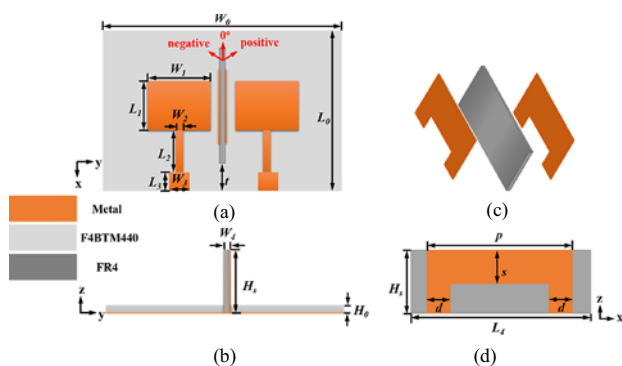 W0
0°
negative positive
W1
L1
W2
L0
L2
L3
W3
t
y
x
(a)
(c)
Metal
F4BTM440
FR4
W4
Hs
z
y
H0
(b)
p
Hs
s
d
d
L4
z
x
(d)